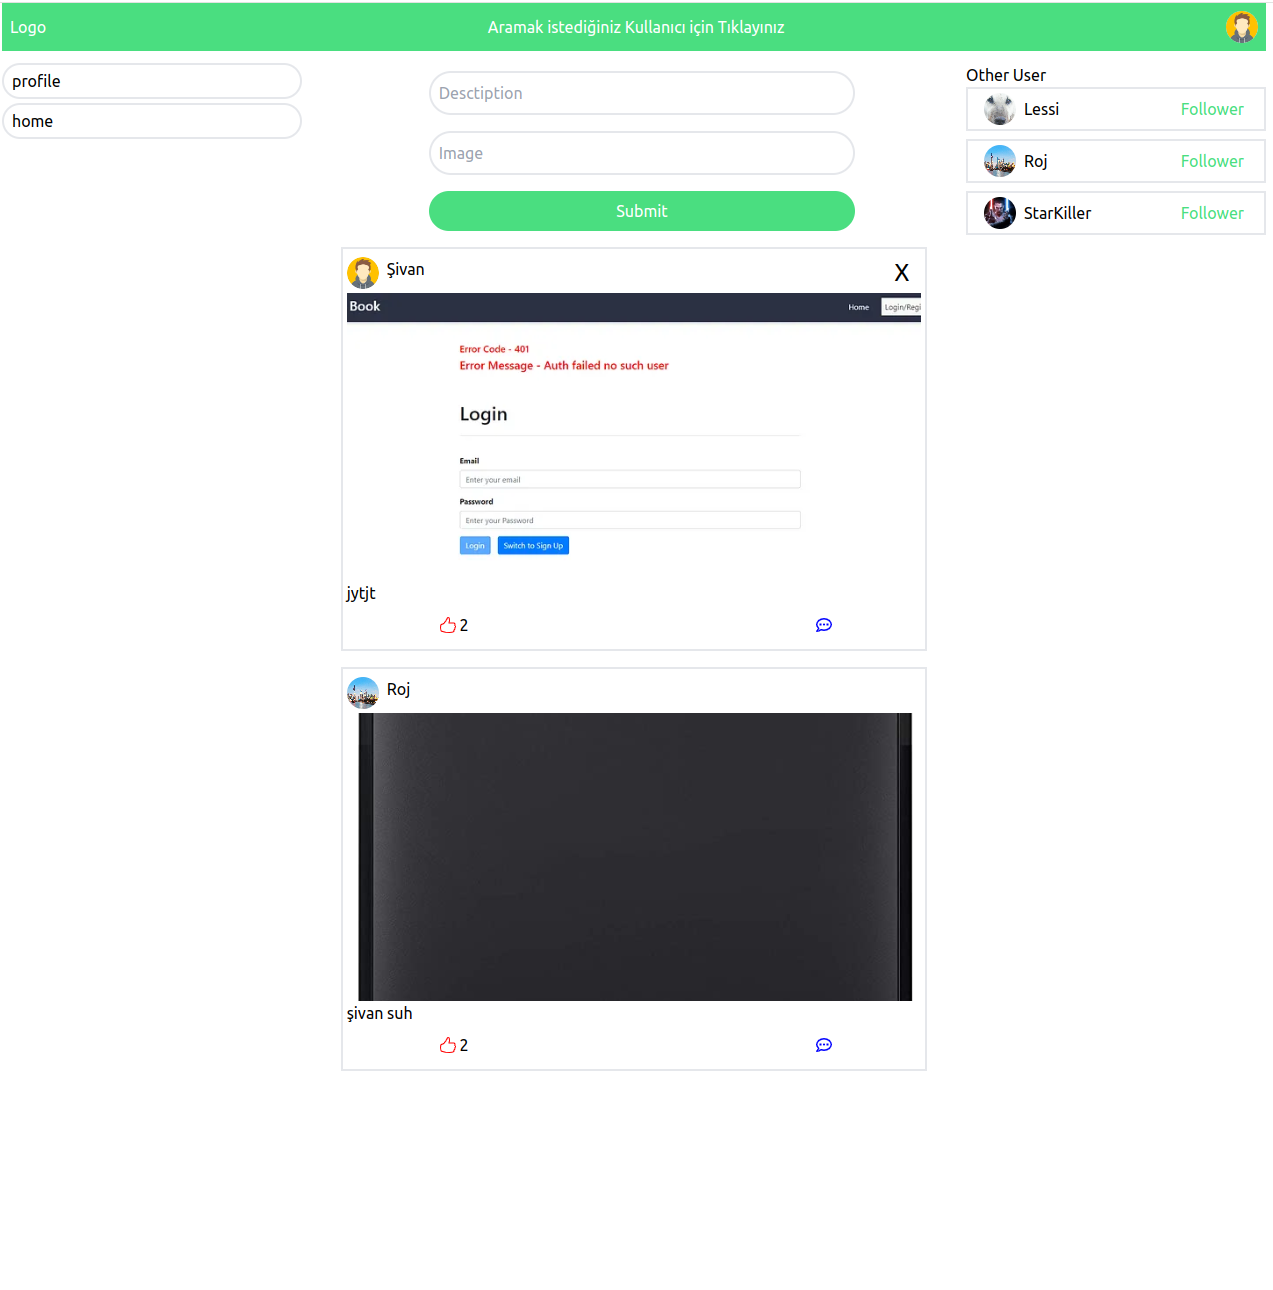 Logo
Aramak istediğiniz Kullanıcı için Tıklayınız
profile
home
Desctiption
Image
Submit
Other User
Lessi Follower
Roj Follower
StarKiller Follower
Şivan X
Book Home Login/Regi
Error Code - 401
Error Message - Auth failed no such user
Login
Email
Enter your email
Password
Enter your Password
Login Switch to Sign Up
jytjt
2
Roj
şivan suh
2